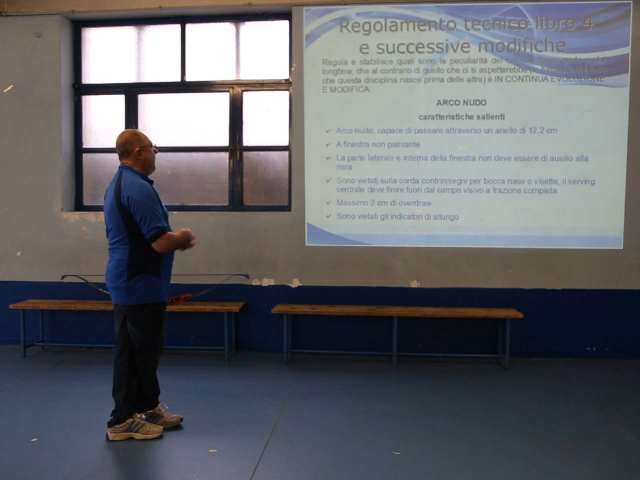 Regolamento tecnico libro 4
e successive modifiche
Regola e stabilisce quali sono le peculiarità
longbow, che al contrario di quello che ci si aspetterebbe
che questa disciplina nasce prima delle altre) è IN CONTINUA EVOLUZIONE
E MODIFICA.
ARCO NUDO
caratteristiche salienti
Arco nudo, capace di passare attraverso un anello di 12,2 cm
A finestra non passante
La parte laterale e interna della finestra non deve essere di ausilio alla
mira
Sono vietati sulla corda contrassegni per bocca naso o visette, il serving
centrale deve finire fuori dal campo visivo a trazione completa
Massimo 2 cm di overdraw
Sono vietati gli indicatori di allungo